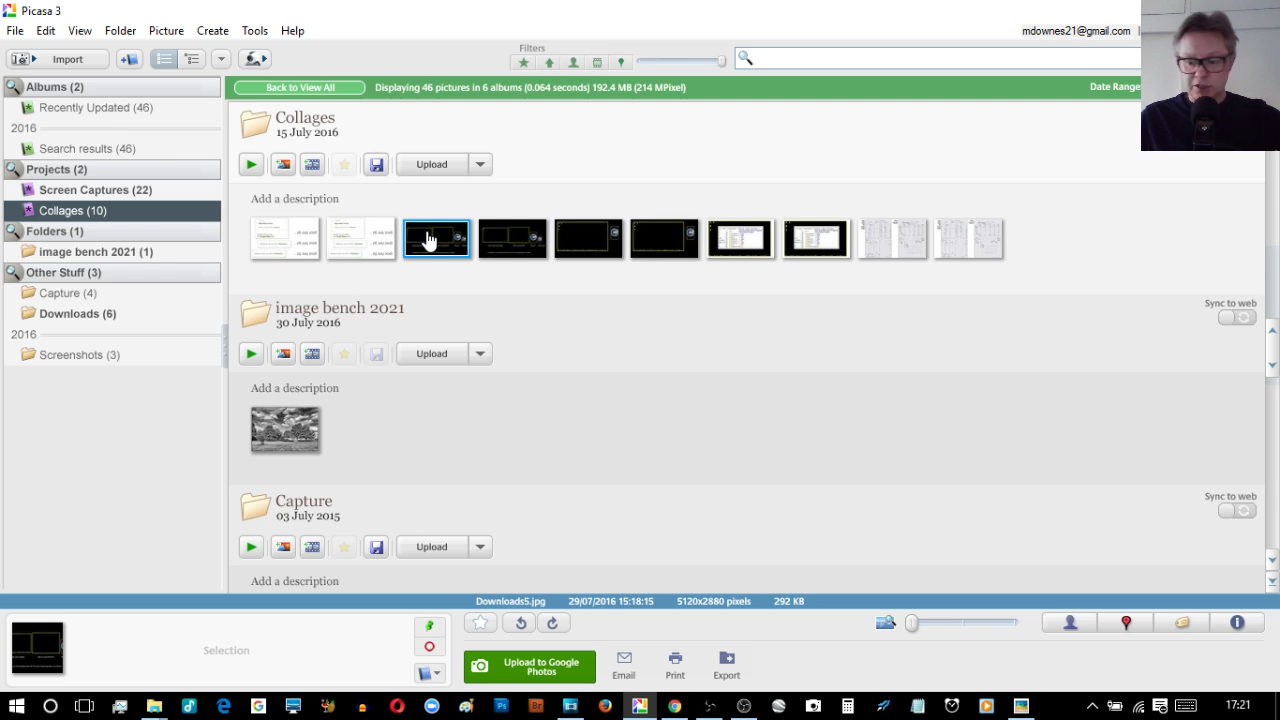 Picasa 3
File Edit View Folder Picture Create Tools Help
mdownes21@gmail.com
Import
Filters
Albums (2)
Back to View All
Displaying 46 pictures in 6 albums (0.064 seconds) 192.4 MB (214 MPixel)
Date Range:
Recently Updated (46)
2016
Search results (46)
Projects (2)
Screen Captures (22)
Collages (10)
Folders (1)
image bench 2021 (1)
Other Stuff (3)
Capture (4)
Downloads (6)
2016
Screenshots (3)
Collages
15 July 2016
Upload
Add a description
image bench 2021
30 July 2016
Sync to web
Upload
Add a description
Capture
03 July 2015
Sync to web
Upload
Add a description
Downloads5.jpg 29/07/2016 15:18:15 5120x2880 pixels 292 KB
Selection
Upload to Google
Photos
Email
Print
Export
17:21